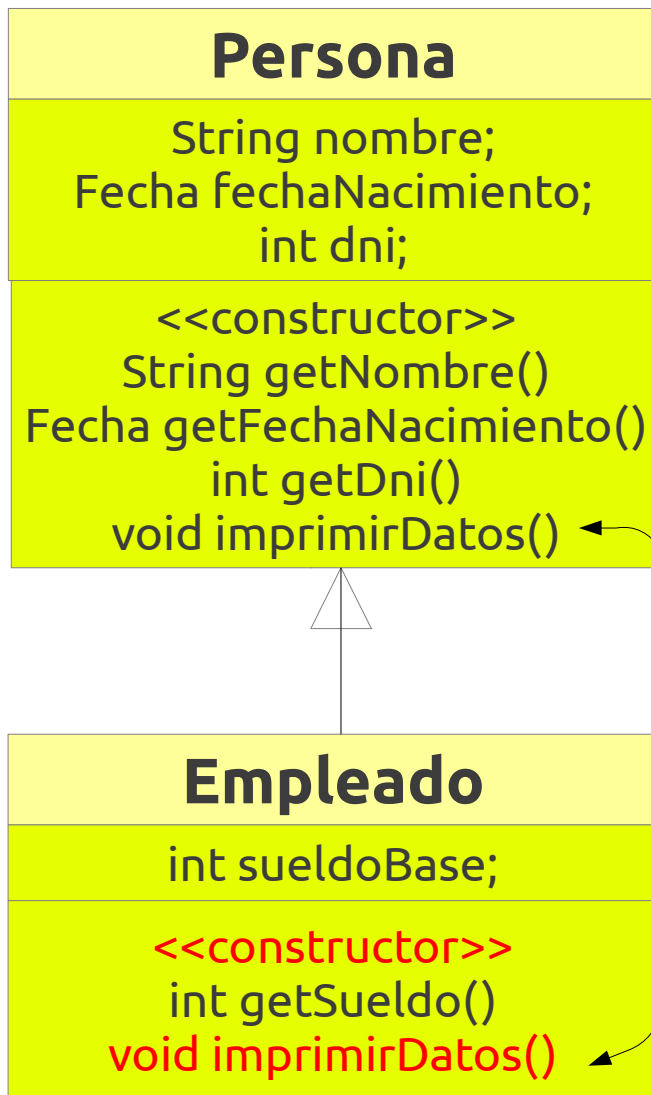 Persona
String nombre;
Fecha fechaNacimiento;
int dni;
<<constructor>>
String getNombre()
Fecha getFechaNacimiento()
int getDni()
void imprimirDatos()
Empleado
int sueldoBase;
<<constructor>>
int getSueldo()
void imprimirDatos()